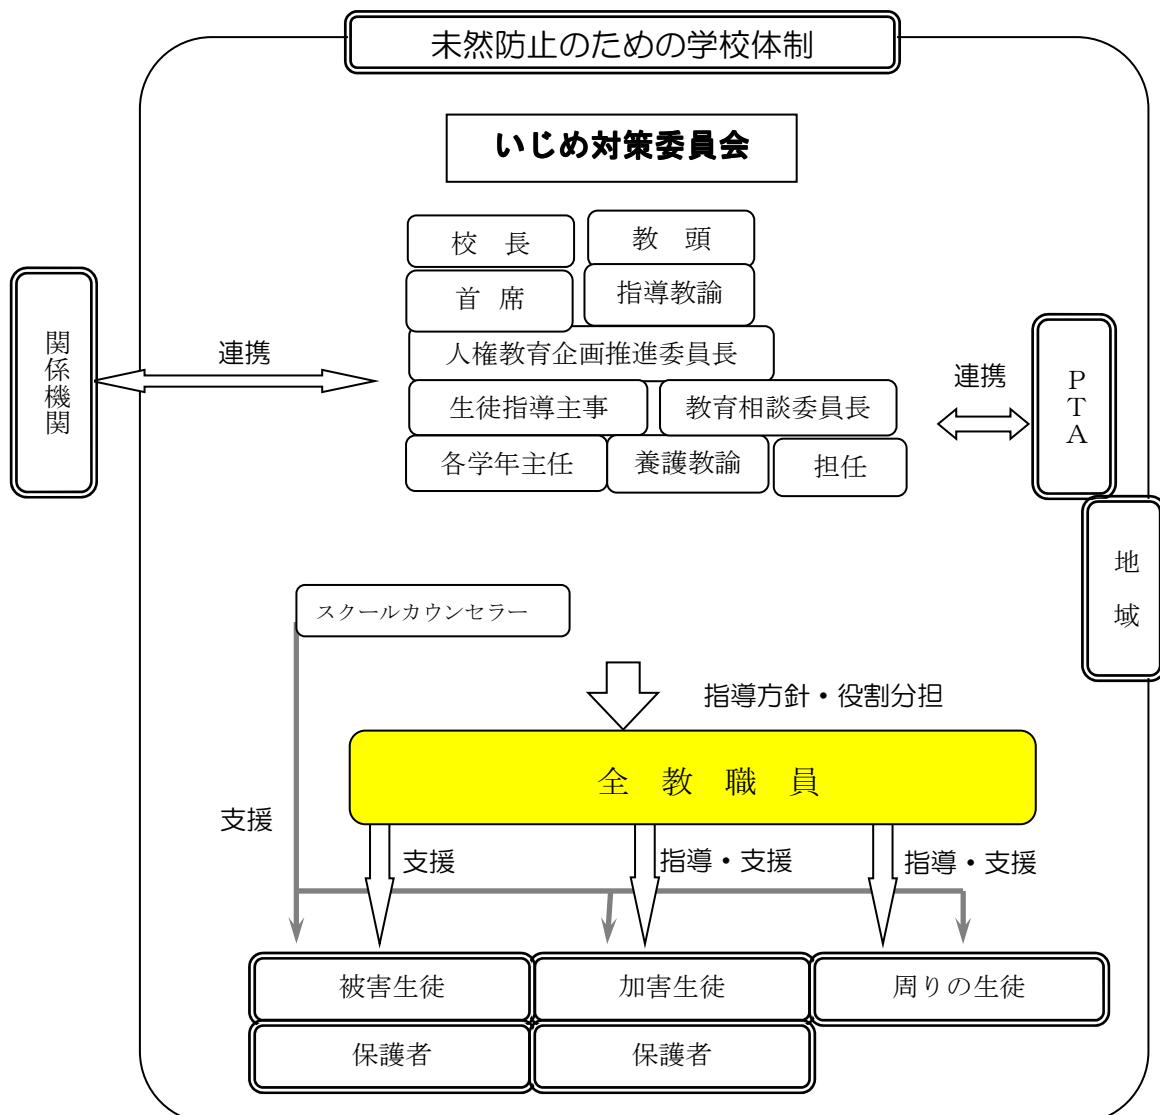 未然防止のための学校体制
いじめ対策委員会
校　長
教　頭
首 席
指導教諭
人権教育企画推進委員長
生徒指導主事
教育相談委員長
各学年主任
養護教諭
担任
関係機関
連携
連携
ＰＴＡ
地域
スクールカウンセラー
指導方針・役割分担
全　教　職　員
支援
支援
指導・支援
指導・支援
被害生徒
加害生徒
周りの生徒
保護者
保護者